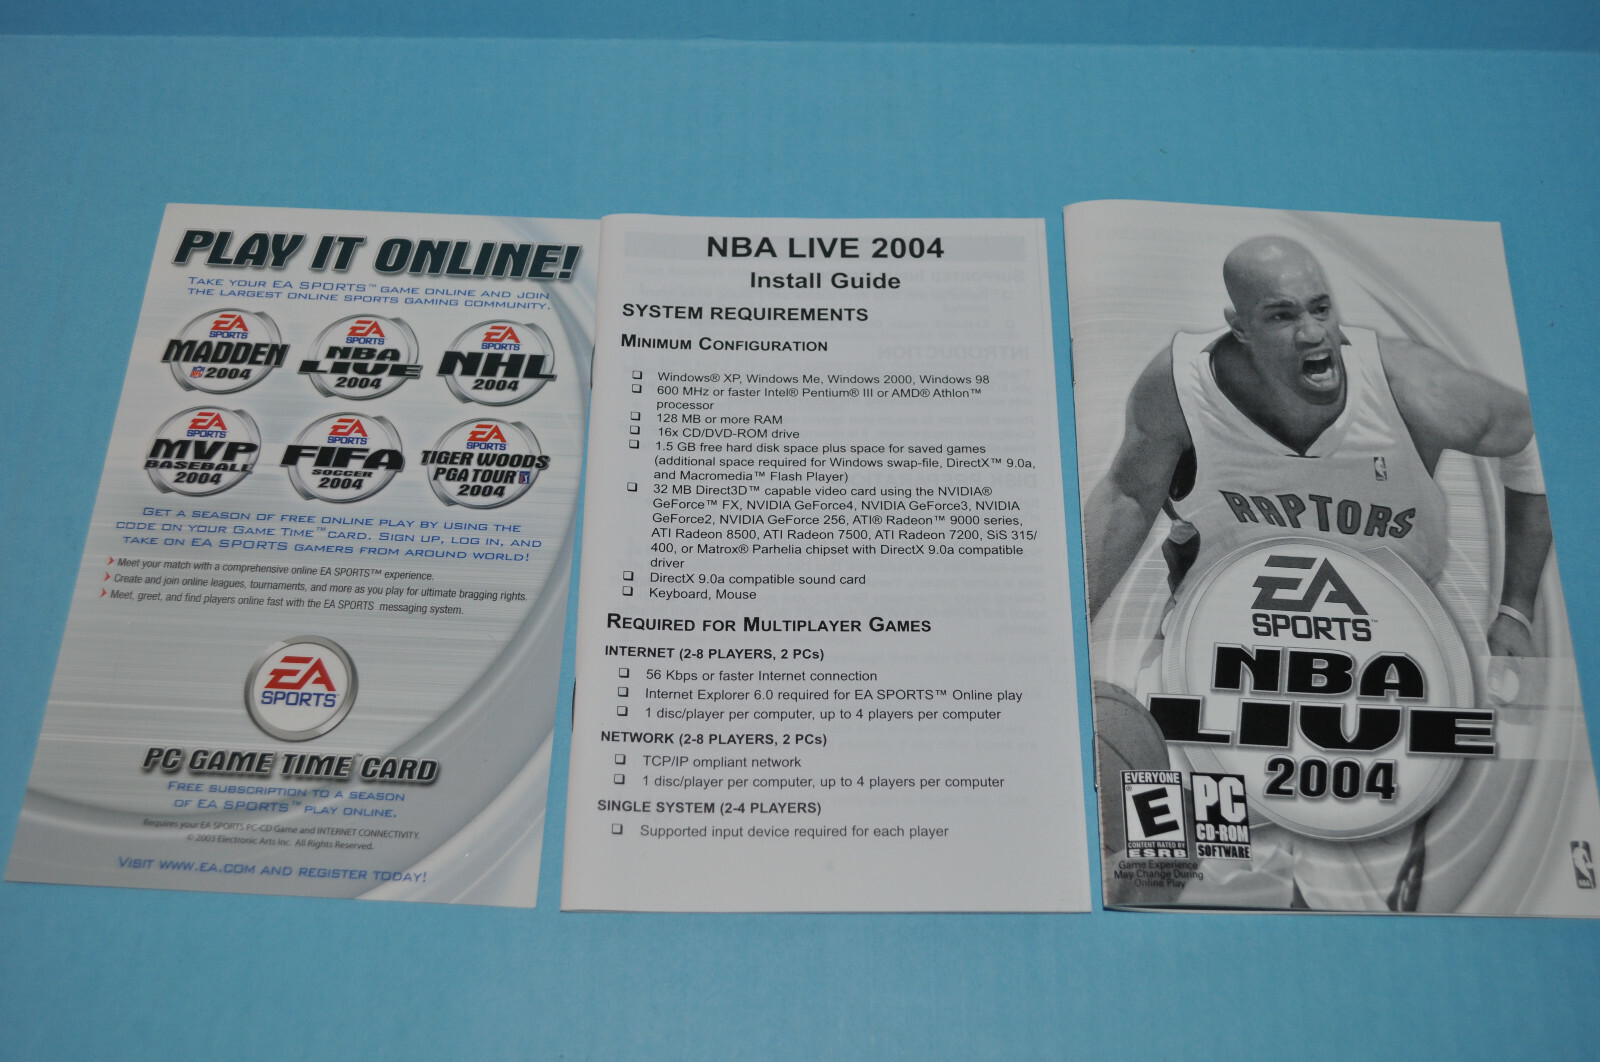 PLAY IT ONLINE!
TAKE YOUR EA SPORTS™ GAME ONLINE AND JOIN
THE LARGEST ONLINE SPORTS GAMING COMMUNITY.
EA
SPORTS
MADDEN
NFL 2004
EA
SPORTS
NBA
LIVE
2004
EA
SPORTS
NHL
2004
EA
SPORTS
MVP
BASEBALL
2004
EA
SPORTS
FIFA
SOCCER
2004
EA
SPORTS
TIGER WOODS
PGA TOUR
2004
GET A SEASON OF FREE ONLINE PLAY BY USING THE
CODE ON YOUR GAME TIME™ CARD. SIGN UP, LOG IN, AND
TAKE ON EA SPORTS GAMERS FROM AROUND WORLD!
Meet your match with a comprehensive online EA SPORTS™ experience.
Create and join online leagues, tournaments, and more as you play for ultimate bragging rights.
Meet, greet, and find players online fast with the EA SPORTS messaging system.
EA
SPORTS™
PC GAME TIME™ CARD
FREE SUBSCRIPTION TO A SEASON
OF EA SPORTS™ PLAY ONLINE.
Requires your EA SPORTS PC-CD Game and INTERNET CONNECTIVITY.
© 2003 Electronic Arts Inc. All Rights Reserved.
VISIT WWW.EA.COM AND REGISTER TODAY!
NBA LIVE 2004
Install Guide
SYSTEM REQUIREMENTS
MINIMUM CONFIGURATION
❑ Windows® XP, Windows Me, Windows 2000, Windows 98
❑ 600 MHz or faster Intel® Pentium® III or AMD® Athlon™
processor
❑ 128 MB or more RAM
❑ 16x CD/DVD-ROM drive
❑ 1.5 GB free hard disk space plus space for saved games
(additional space required for Windows swap-file, DirectX™ 9.0a,
and Macromedia™ Flash Player)
❑ 32 MB Direct3D™ capable video card using the NVIDIA®
GeForce™ FX, NVIDIA GeForce4, NVIDIA GeForce3, NVIDIA
GeForce2, NVIDIA GeForce 256, ATI® Radeon™ 9000 series,
ATI Radeon 8500, ATI Radeon 7500, ATI Radeon 7200, SiS 315/
400, or Matrox® Parhelia chipset with DirectX 9.0a compatible
driver
❑ DirectX 9.0a compatible sound card
❑ Keyboard, Mouse
REQUIRED FOR MULTIPLAYER GAMES
INTERNET (2-8 PLAYERS, 2 PCs)
❑ 56 Kbps or faster Internet connection
❑ Internet Explorer 6.0 required for EA SPORTS™ Online play
❑ 1 disc/player per computer, up to 4 players per computer
NETWORK (2-8 PLAYERS, 2 PCs)
❑ TCP/IP ompliant network
❑ 1 disc/player per computer, up to 4 players per computer
SINGLE SYSTEM (2-4 PLAYERS)
❑ Supported input device required for each player
RAPTORS
EA
SPORTS™
NBA
LIVE
2004
EVERYONE
E
CONTENT RATED BY
ESRB
PC
CD-ROM
SOFTWARE
Game Experience
May Change During
Online Play
NBA